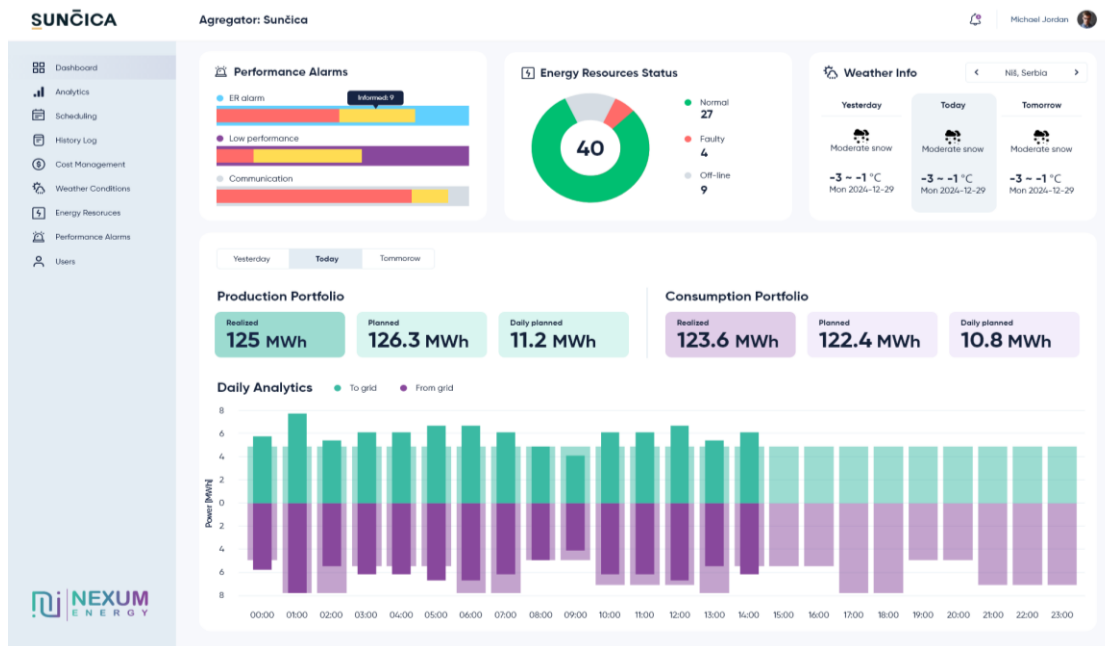 SUNČICA
Agregator: Sunčica
Michael Jordan
Dashboard
Analytics
Scheduling
History Log
Cost Management
Weather Conditions
Energy Resoruces
Performance Alarms
Users
NEXUM
ENERGY
Performance Alarms
ER alarm
Informed: 9
Low performance
Communication
Energy Resources Status
40
Normal
27
Faulty
4
Off-line
9
Weather Info
< Niš, Serbia >
Yesterday Today Tomorrow
Moderate snow Moderate snow Moderate snow
-3 ~ -1 °C -3 ~ -1 °C -3 ~ -1 °C
Mon 2024-12-29 Mon 2024-12-29 Mon 2024-12-29
Yesterday Today Tommorow
Production Portfolio
Realized Planned Daily planned
125 MWh 126.3 MWh 11.2 MWh
Consumption Portfolio
Realized Planned Daily planned
123.6 MWh 122.4 MWh 10.8 MWh
Daily Analytics To grid From grid
Power [MWh]
8
6
4
2
0
2
4
6
8
00:00 01:00 02:00 03:00 04:00 05:00 06:00 07:00 08:00 09:00 10:00 11:00 12:00 13:00 14:00 15:00 16:00 17:00 18:00 19:00 20:00 21:00 22:00 23:00